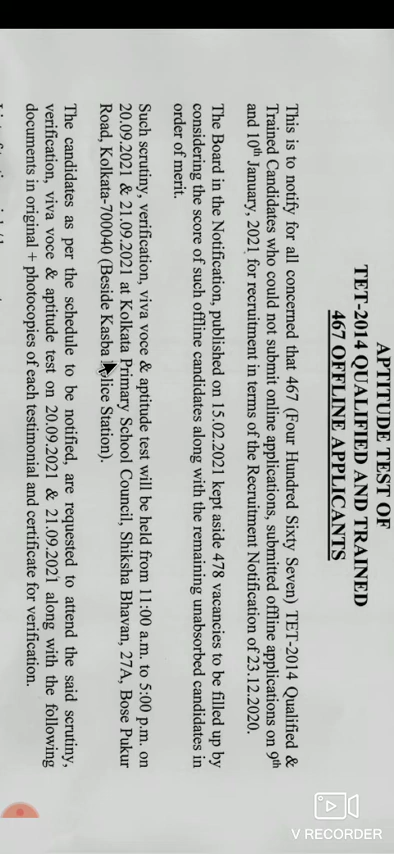 APTITUDE TEST OF
TET-2014 QUALIFIED AND TRAINED
467 OFFLINE APPLICANTS
This is to notify for all concerned that 467 (Four Hundred Sixty Seven) TET-2014 Qualified &
Trained Candidates who could not submit online applications, submitted offline applications on 9th
and 10th January, 2021 for recruitment in terms of the Recruitment Notification of 23.12.2020.
The Board in the Notification, published on 15.02.2021 kept aside 478 vacancies to be filled up by
considering the score of such offline candidates along with the remaining unabsorbed candidates in
order of merit.
Such scrutiny, verification, viva voce & aptitude test will be held from 11:00 a.m. to 5:00 p.m. on
20.09.2021 & 21.09.2021 at Kolkata Primary School Council, Shiksha Bhavan, 27A, Bose Pukur
Road, Kolkata-700040 (Beside Kasba Police Station).
The candidates as per the schedule to be notified, are requested to attend the said scrutiny,
verification, viva voce & aptitude test on 20.09.2021 & 21.09.2021 along with the following
documents in original + photocopies of each testimonial and certificate for verification.
V RECORDER